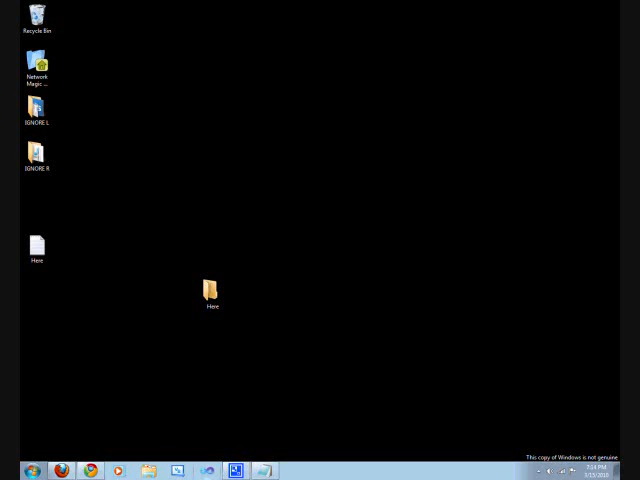 Recycle Bin
Network
Magic ...
IGNORE L
IGNORE R
Here
Here
This copy of Windows is not genuine
7:14 PM